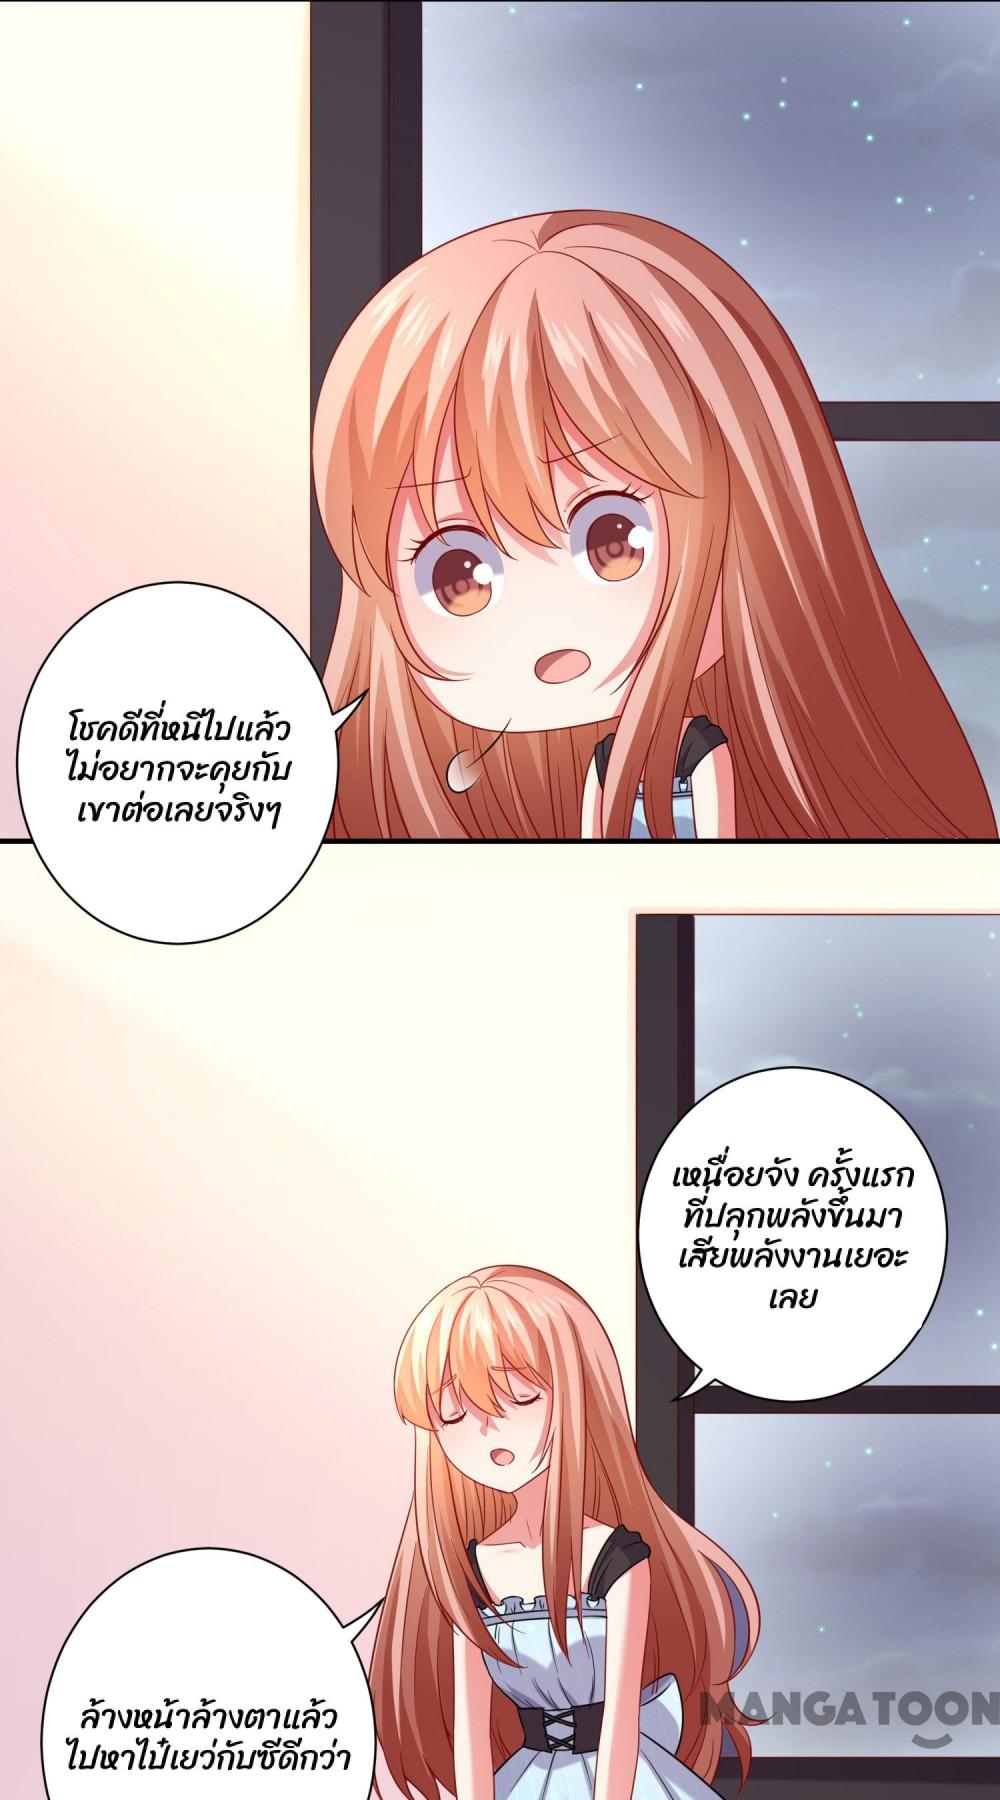 โชคดีที่หนีไปแล้ว
ไม่อยากจะคุยกับ
เขาต่อเลยจริงๆ
เหนื่อยจัง ครั้งแรก
ที่ปลุกพลังขึ้นมา
เสียพลังงานเยอะ
เลย
ล้างหน้าล้างตาแล้ว
ไปหาไป๋เยว่กับซีดีกว่า
MANGATOON